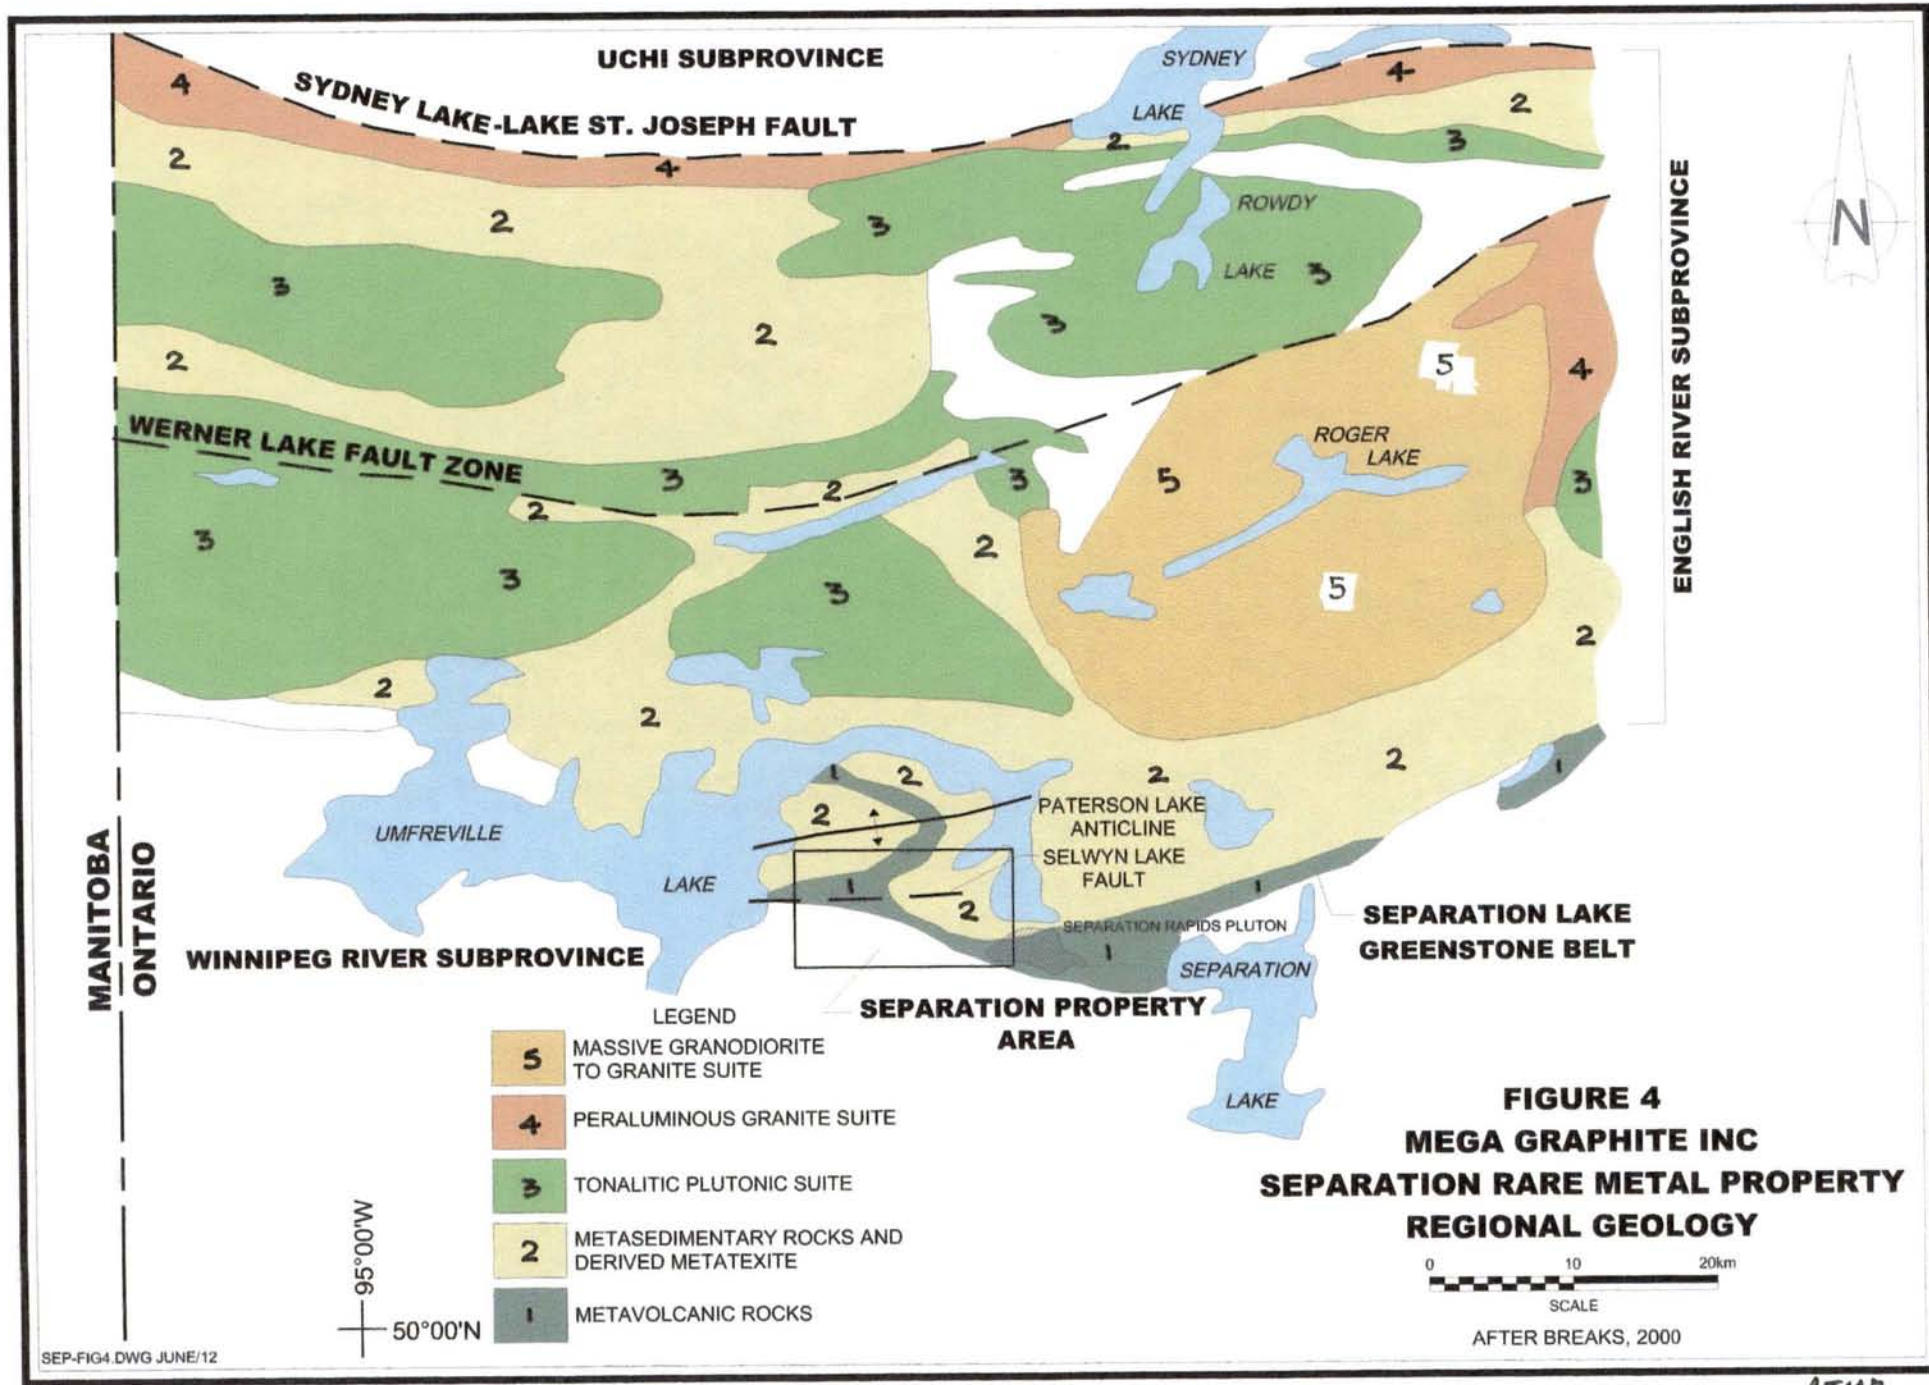 UCHI SUBPROVINCE
SYDNEY
LAKE
SYDNEY LAKE-LAKE ST. JOSEPH FAULT
4
4
2
2
3
2
4
2
3
ROWDY
LAKE
3
3
3
2
3
2
5
4
ENGLISH RIVER SUBPROVINCE
N
WERNER LAKE FAULT ZONE
ROGER
LAKE
3
2
3
5
3
2
3
3
3
2
5
2
2
2
2
2
1
2
2
1
UMFREVILLE
LAKE
PATERSON LAKE
ANTICLINE
SELWYN LAKE
FAULT
1
2
1
SEPARATION RAPIDS PLUTON
1
SEPARATION
LAKE
SEPARATION LAKE
GREENSTONE BELT
MANITOBA
ONTARIO
WINNIPEG RIVER SUBPROVINCE
SEPARATION PROPERTY
AREA
LEGEND
5 MASSIVE GRANODIORITE
TO GRANITE SUITE
4 PERALUMINOUS GRANITE SUITE
3 TONALITIC PLUTONIC SUITE
2 METASEDIMENTARY ROCKS AND
DERIVED METATEXITE
1 METAVOLCANIC ROCKS
95°00'W
50°00'N
SEP-FIG4.DWG JUNE/12
FIGURE 4
MEGA GRAPHITE INC
SEPARATION RARE METAL PROPERTY
REGIONAL GEOLOGY
0 10 20km
SCALE
AFTER BREAKS, 2000